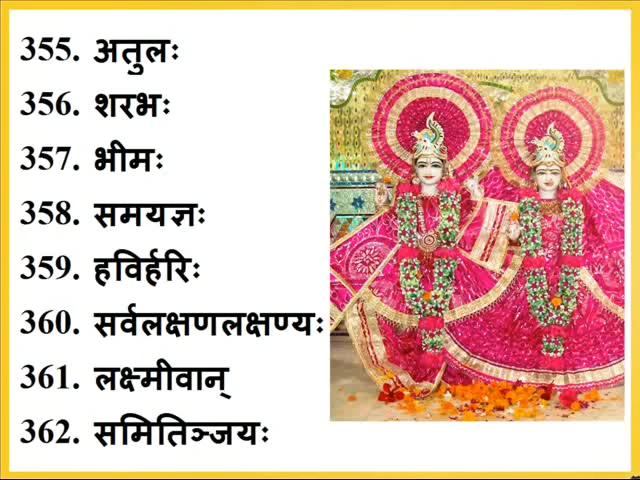 355. अतुलः
356. शरभः
357. भीमः
358. समयज्ञः
359. हविर्हरिः
360. सर्वलक्षणलक्षण्यः
361. लक्ष्मीवान्
362. समितिञ्जयः